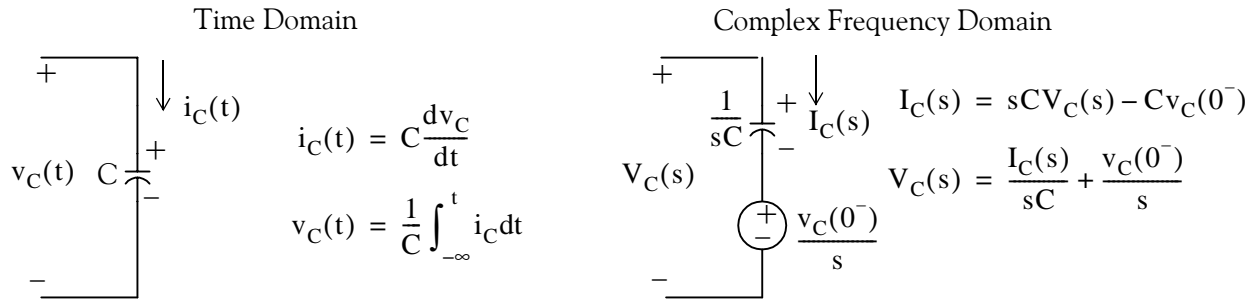 Time Domain
+
i_C(t)
v_C(t)
C
+
−
−
i_C(t) = C dv_C/dt
v_C(t) = 1/C ∫_{−∞}^{t} i_C dt
Complex Frequency Domain
+
1/sC
+
−
I_C(s)
V_C(s)
+
−
v_C(0⁻)/s
−
I_C(s) = sCV_C(s) − Cv_C(0⁻)
V_C(s) = I_C(s)/sC + v_C(0⁻)/s